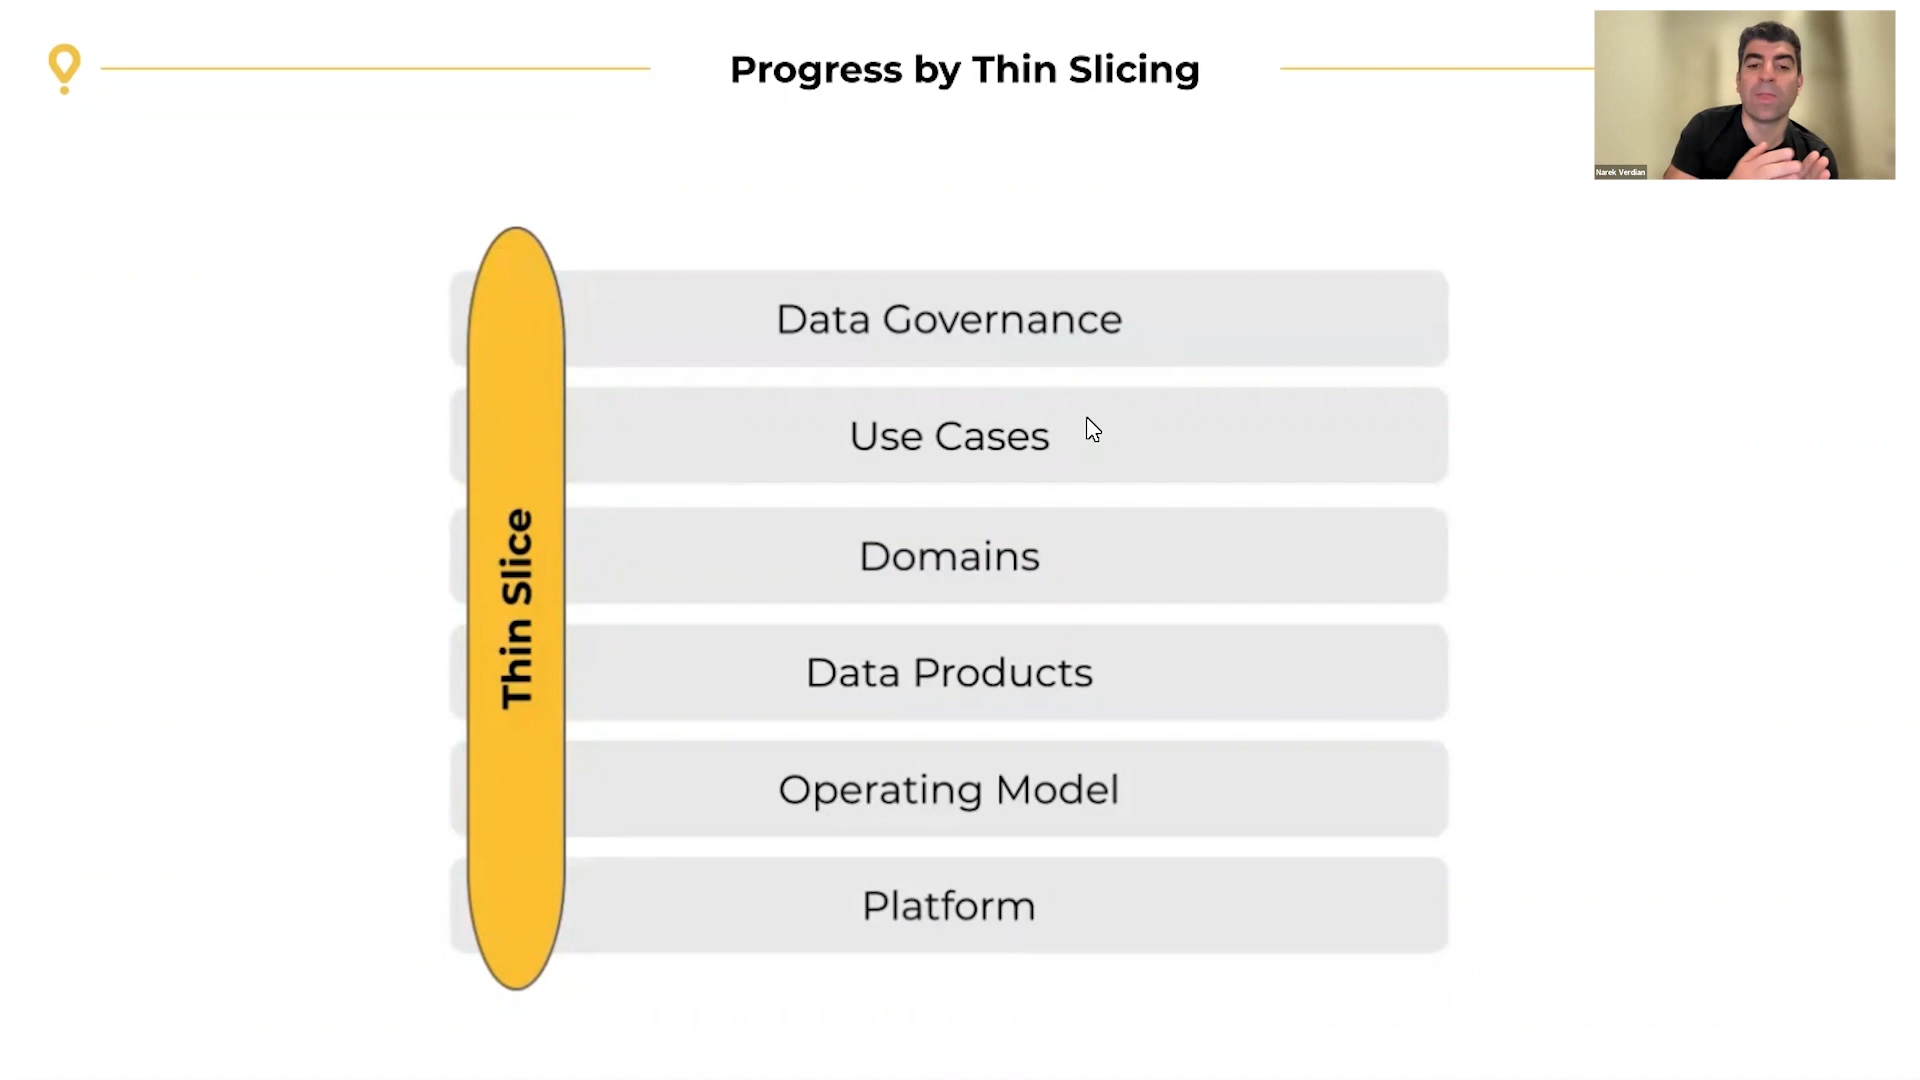 Progress by Thin Slicing
Narek Verdian
Thin Slice
Data Governance
Use Cases
Domains
Data Products
Operating Model
Platform